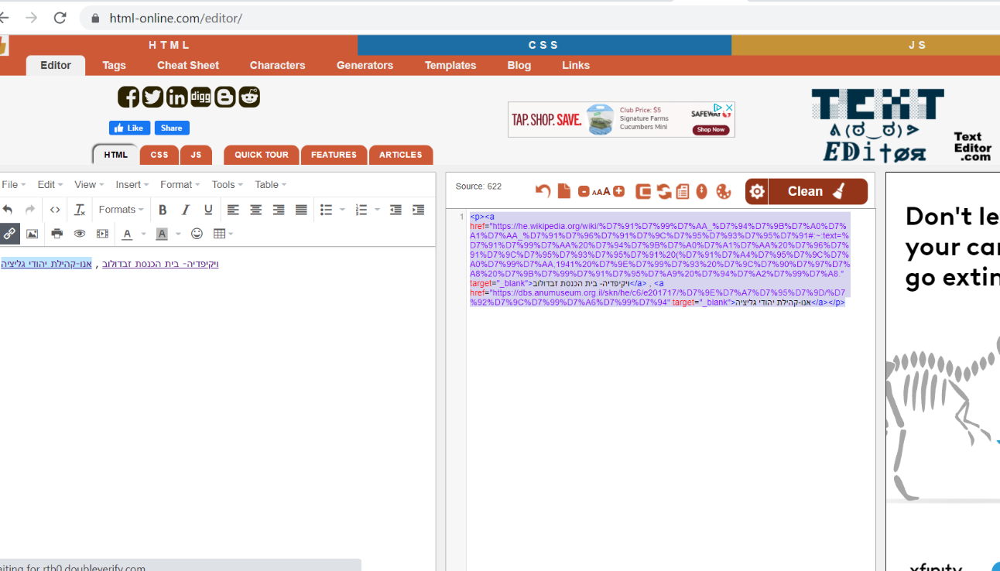 html-online.com/editor/
HTML CSS JS
Editor Tags Cheat Sheet Characters Generators Templates Blog Links
digg
Like Share
TAP. SHOP. SAVE.
Club Price: $5
Signature Farms
Cucumbers Mini
SAFEWAY
Shop Now
TEXT
EDitøя
Text
Editor
.com
HTML CSS JS QUICK TOUR FEATURES ARTICLES
File Edit View Insert Format Tools Table
Formats B I U
A A
אנו-קהילת יהודי גליציה , ויקיפדיה- בית הכנסת זבדולוב
Source: 622
AAA
Clean
1 <p><a
href="https://he.wikipedia.org/wiki/%D7%91%D7%99%D7%AA_%D7%94%D7%9B%D7%A0%D7%
A1%D7%AA_%D7%91%D7%96%D7%91%D7%9C%D7%95%D7%93%D7%95%D7%91#:~:text=%
D7%91%D7%99%D7%AA%20%D7%94%D7%9B%D7%A0%D7%A1%D7%AA%20%D7%96%D7%
91%D7%9C%D7%95%D7%93%D7%95%D7%91%20(%D7%91%D7%A4%D7%95%D7%9C%D7%
A0%D7%99%D7%AA,1941%20%D7%9E%D7%99%D7%93%20%D7%9C%D7%90%D7%97%D7%
A8%20%D7%9B%D7%99%D7%91%D7%95%D7%A9%20%D7%94%D7%A2%D7%99%D7%A8."
target="_blank">ויקיפדיה- בית הכנסת זבדולוב</a> , <a
href="https://dbs.anumuseum.org.il/skn/he/c6/e201717/%D7%9E%D7%A7%D7%95%D7%9D/%D7
%92%D7%9C%D7%99%D7%A6%D7%99%D7%94" target="_blank">אנו-קהילת יהודי גליציה</a></p>
Don't le
your ca
go extin
xfinity
aiting for rtb0.doubleverify.com